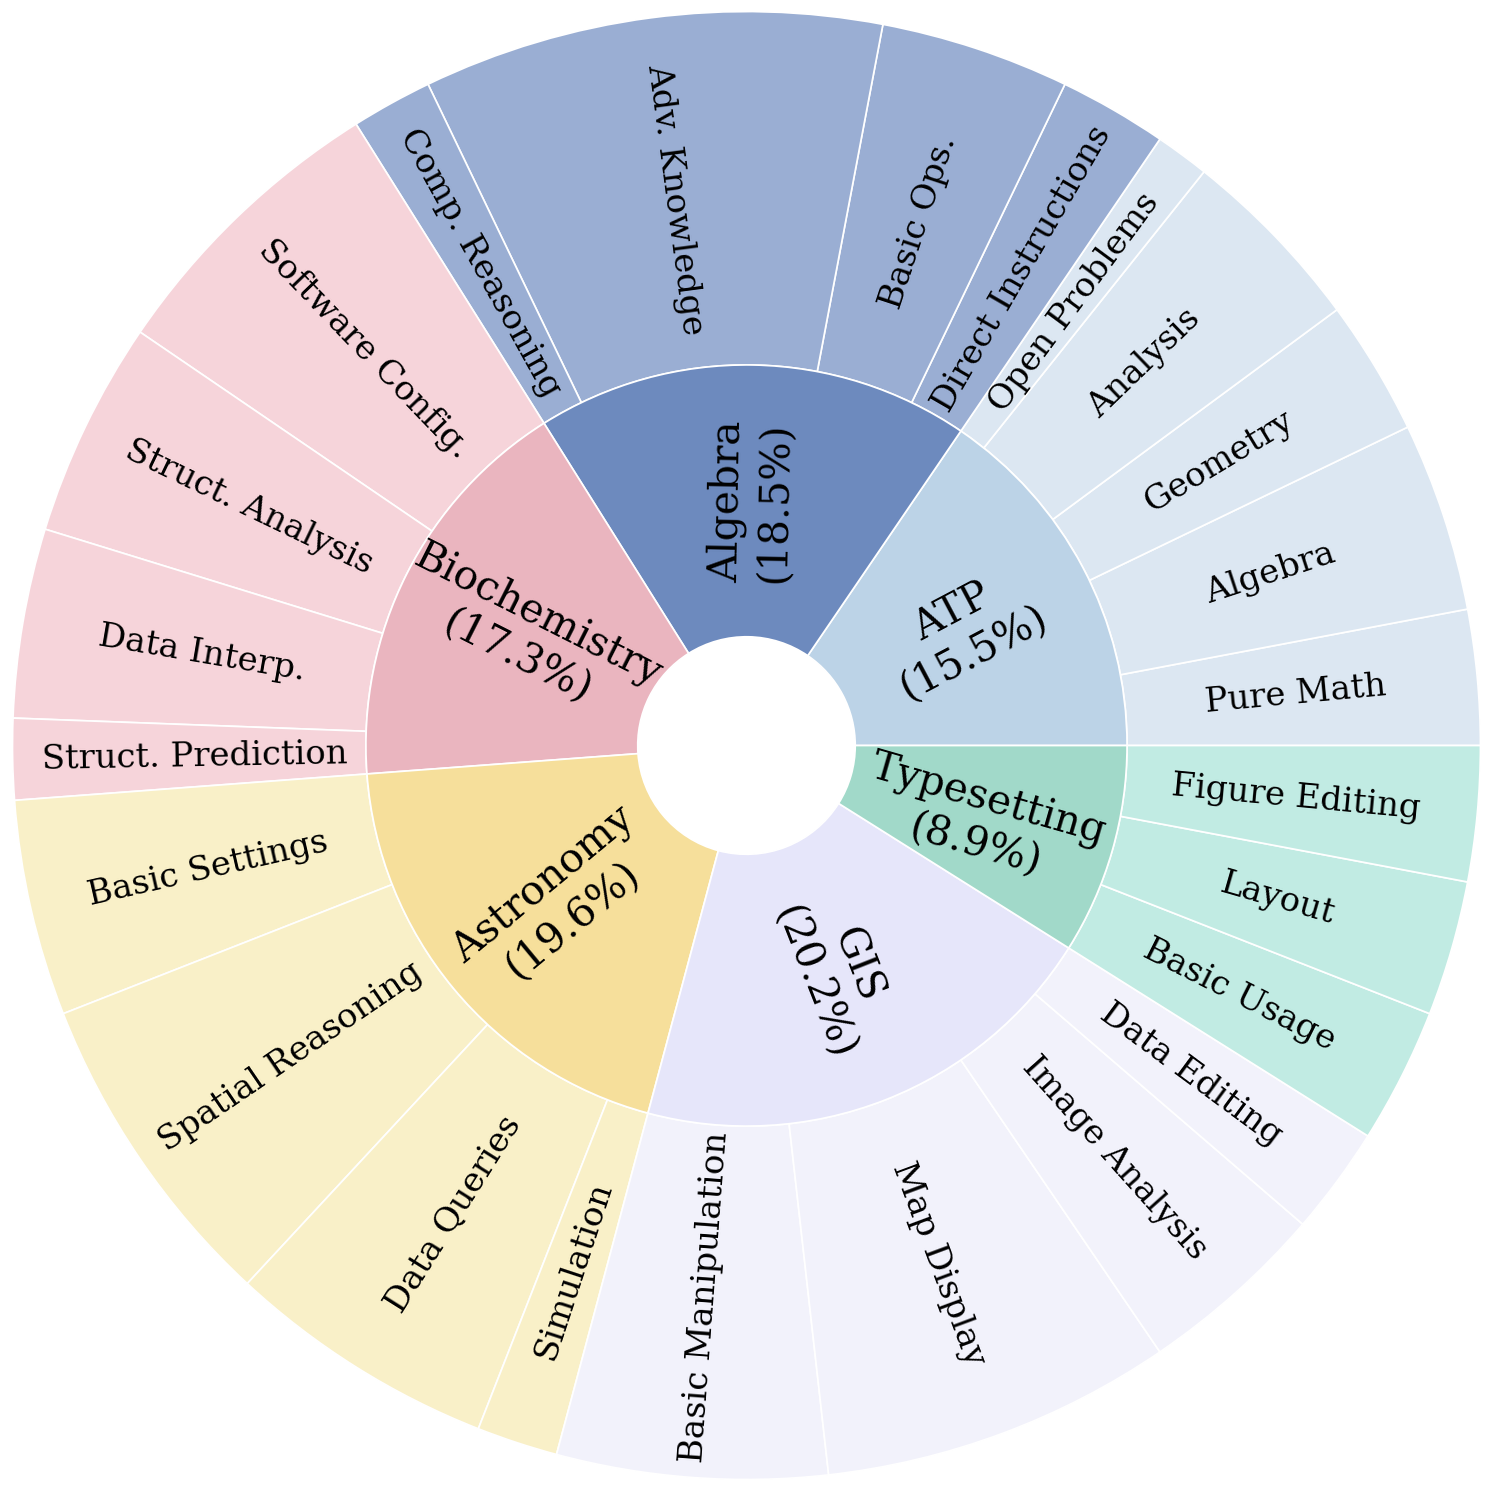 Algebra
(18.5%)
Comp. Reasoning
Adv. Knowledge
Basic Ops.
Direct Instructions
ATP
(15.5%)
Open Problems
Analysis
Geometry
Algebra
Pure Math
Typesetting
(8.9%)
Figure Editing
Layout
Basic Usage
GIS
(20.2%)
Data Editing
Image Analysis
Map Display
Basic Manipulation
Astronomy
(19.6%)
Simulation
Data Queries
Spatial Reasoning
Basic Settings
Biochemistry
(17.3%)
Struct. Prediction
Data Interp.
Struct. Analysis
Software Config.